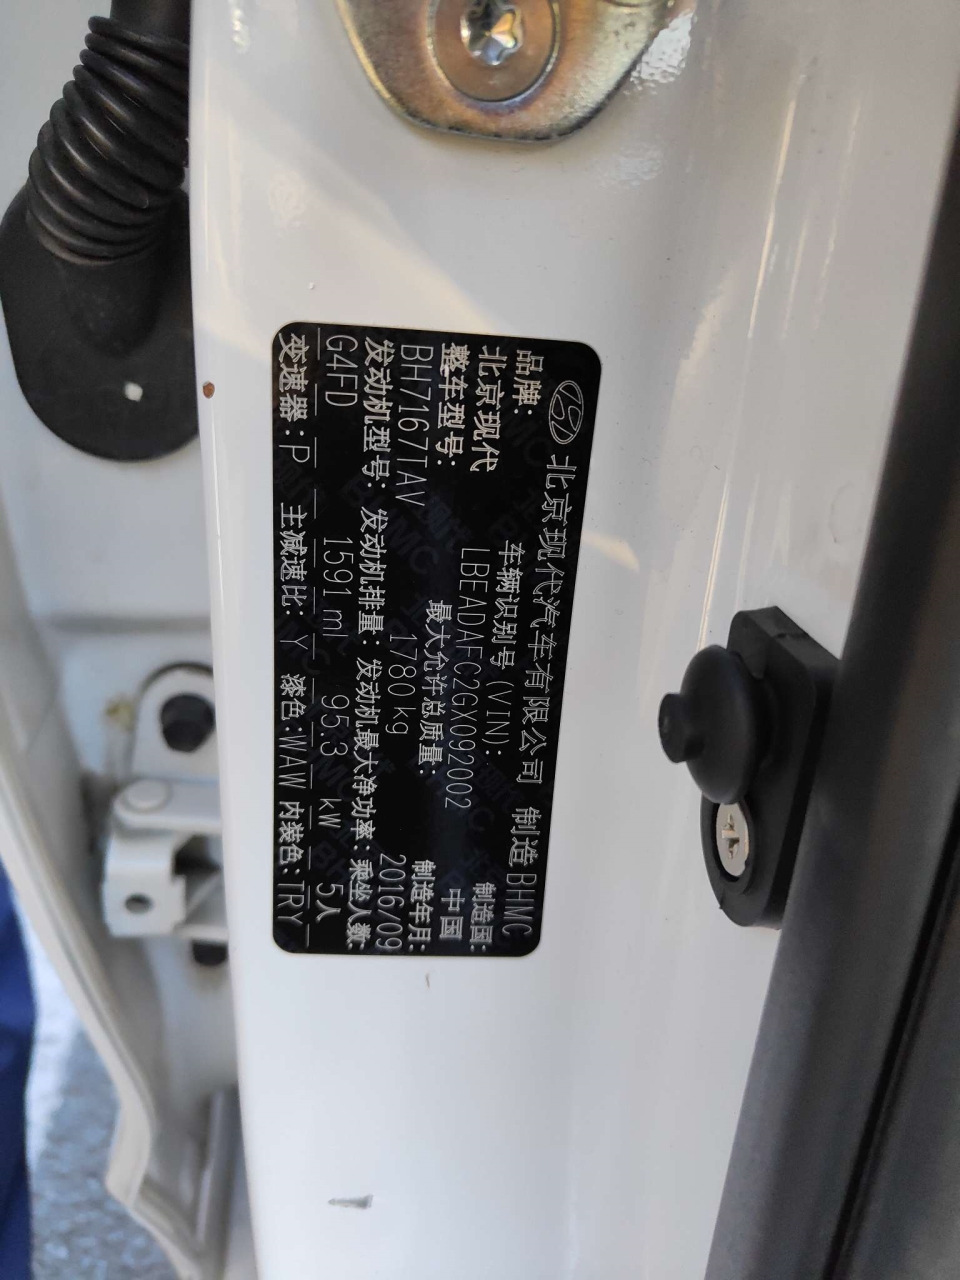 北京现代汽车有限公司 制造 BHMC
品牌: 车辆识别号 (VIN): 制造国:
北京现代 LBEADAFC2GX092002 中国
整车型号: 最大允许总质量: 制造年月:
BH7167TAV 1780kg 2016/09
发动机型号: 发动机排量: 发动机最大净功率: 乘坐人数
G4FD 1591ml 95.3 kW 5人
变速器:P 主减速比: Y 漆色:WAW 内装色:TRY